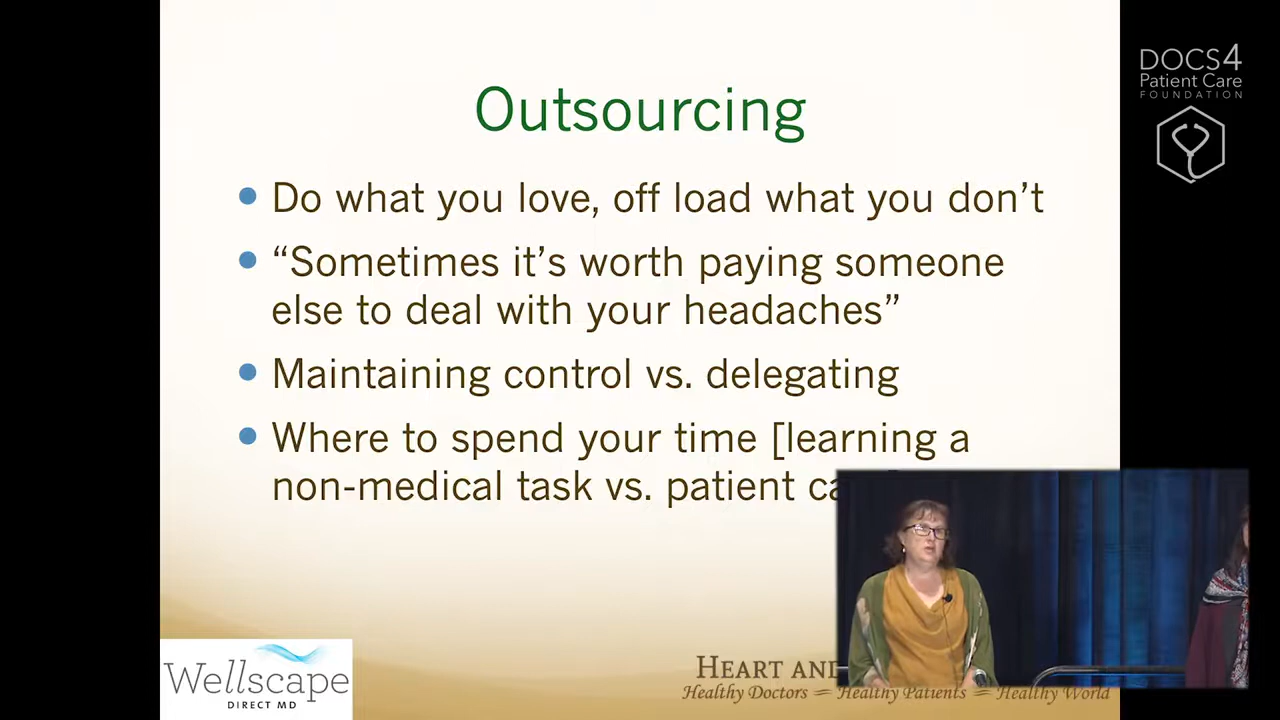 Outsourcing
• Do what you love, off load what you don’t
• “Sometimes it’s worth paying someone
else to deal with your headaches”
• Maintaining control vs. delegating
• Where to spend your time [learning a
non-medical task vs. patient
DOCS4
Patient Care
FOUNDATION
Wellscape
DIRECT MD
HEART AND
Healthy Doctors = Healthy Patients = Healthy World